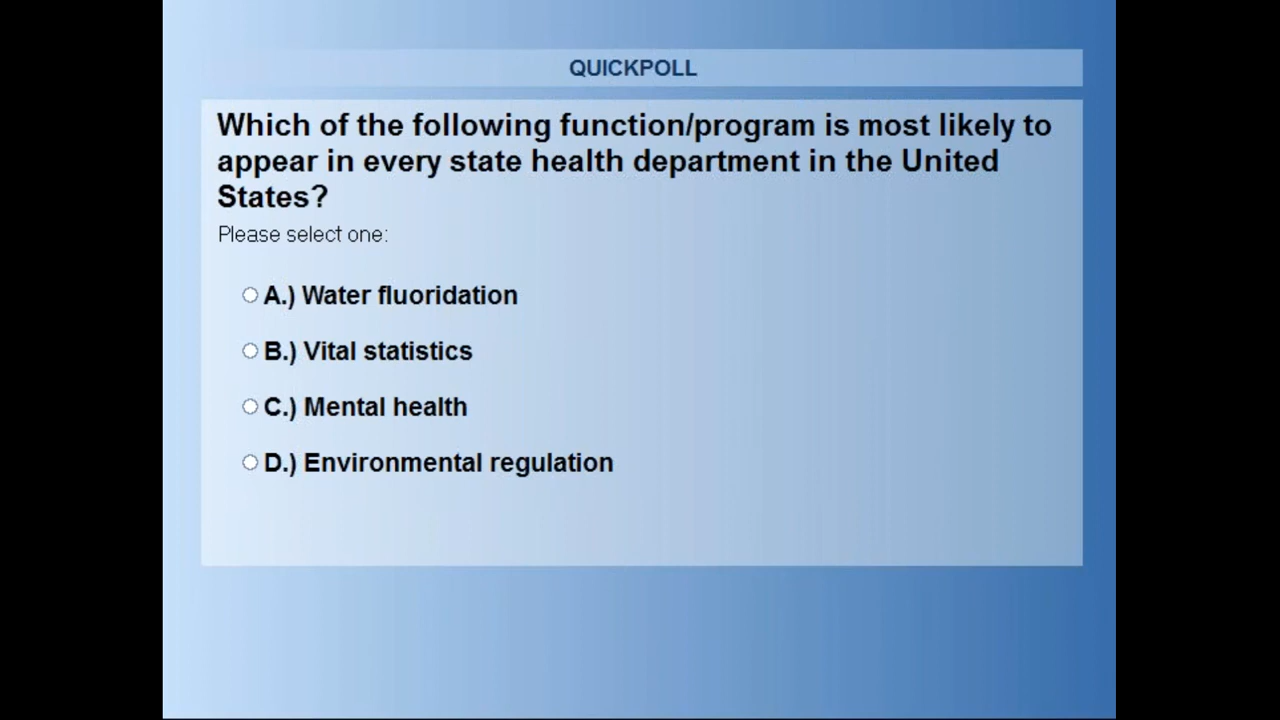 QUICKPOLL
Which of the following function/program is most likely to
appear in every state health department in the United
States?
Please select one:
A.) Water fluoridation
B.) Vital statistics
C.) Mental health
D.) Environmental regulation